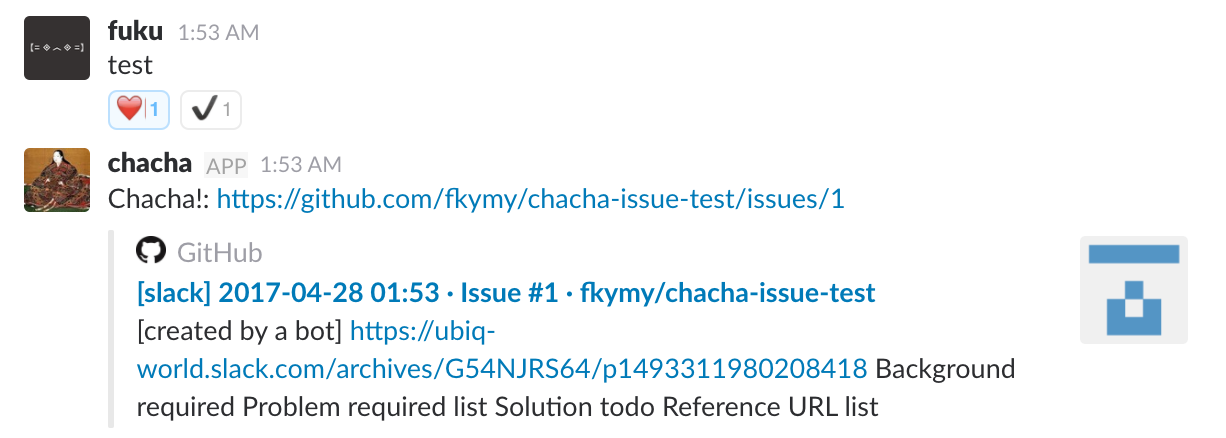 fuku 1:53 AM
test
1 1
chacha APP 1:53 AM
Chacha!: https://github.com/fkymy/chacha-issue-test/issues/1
GitHub
[slack] 2017-04-28 01:53 · Issue #1 · fkymy/chacha-issue-test
[created by a bot] https://ubiq-
world.slack.com/archives/G54NJRS64/p1493311980208418 Background
required Problem required list Solution todo Reference URL list